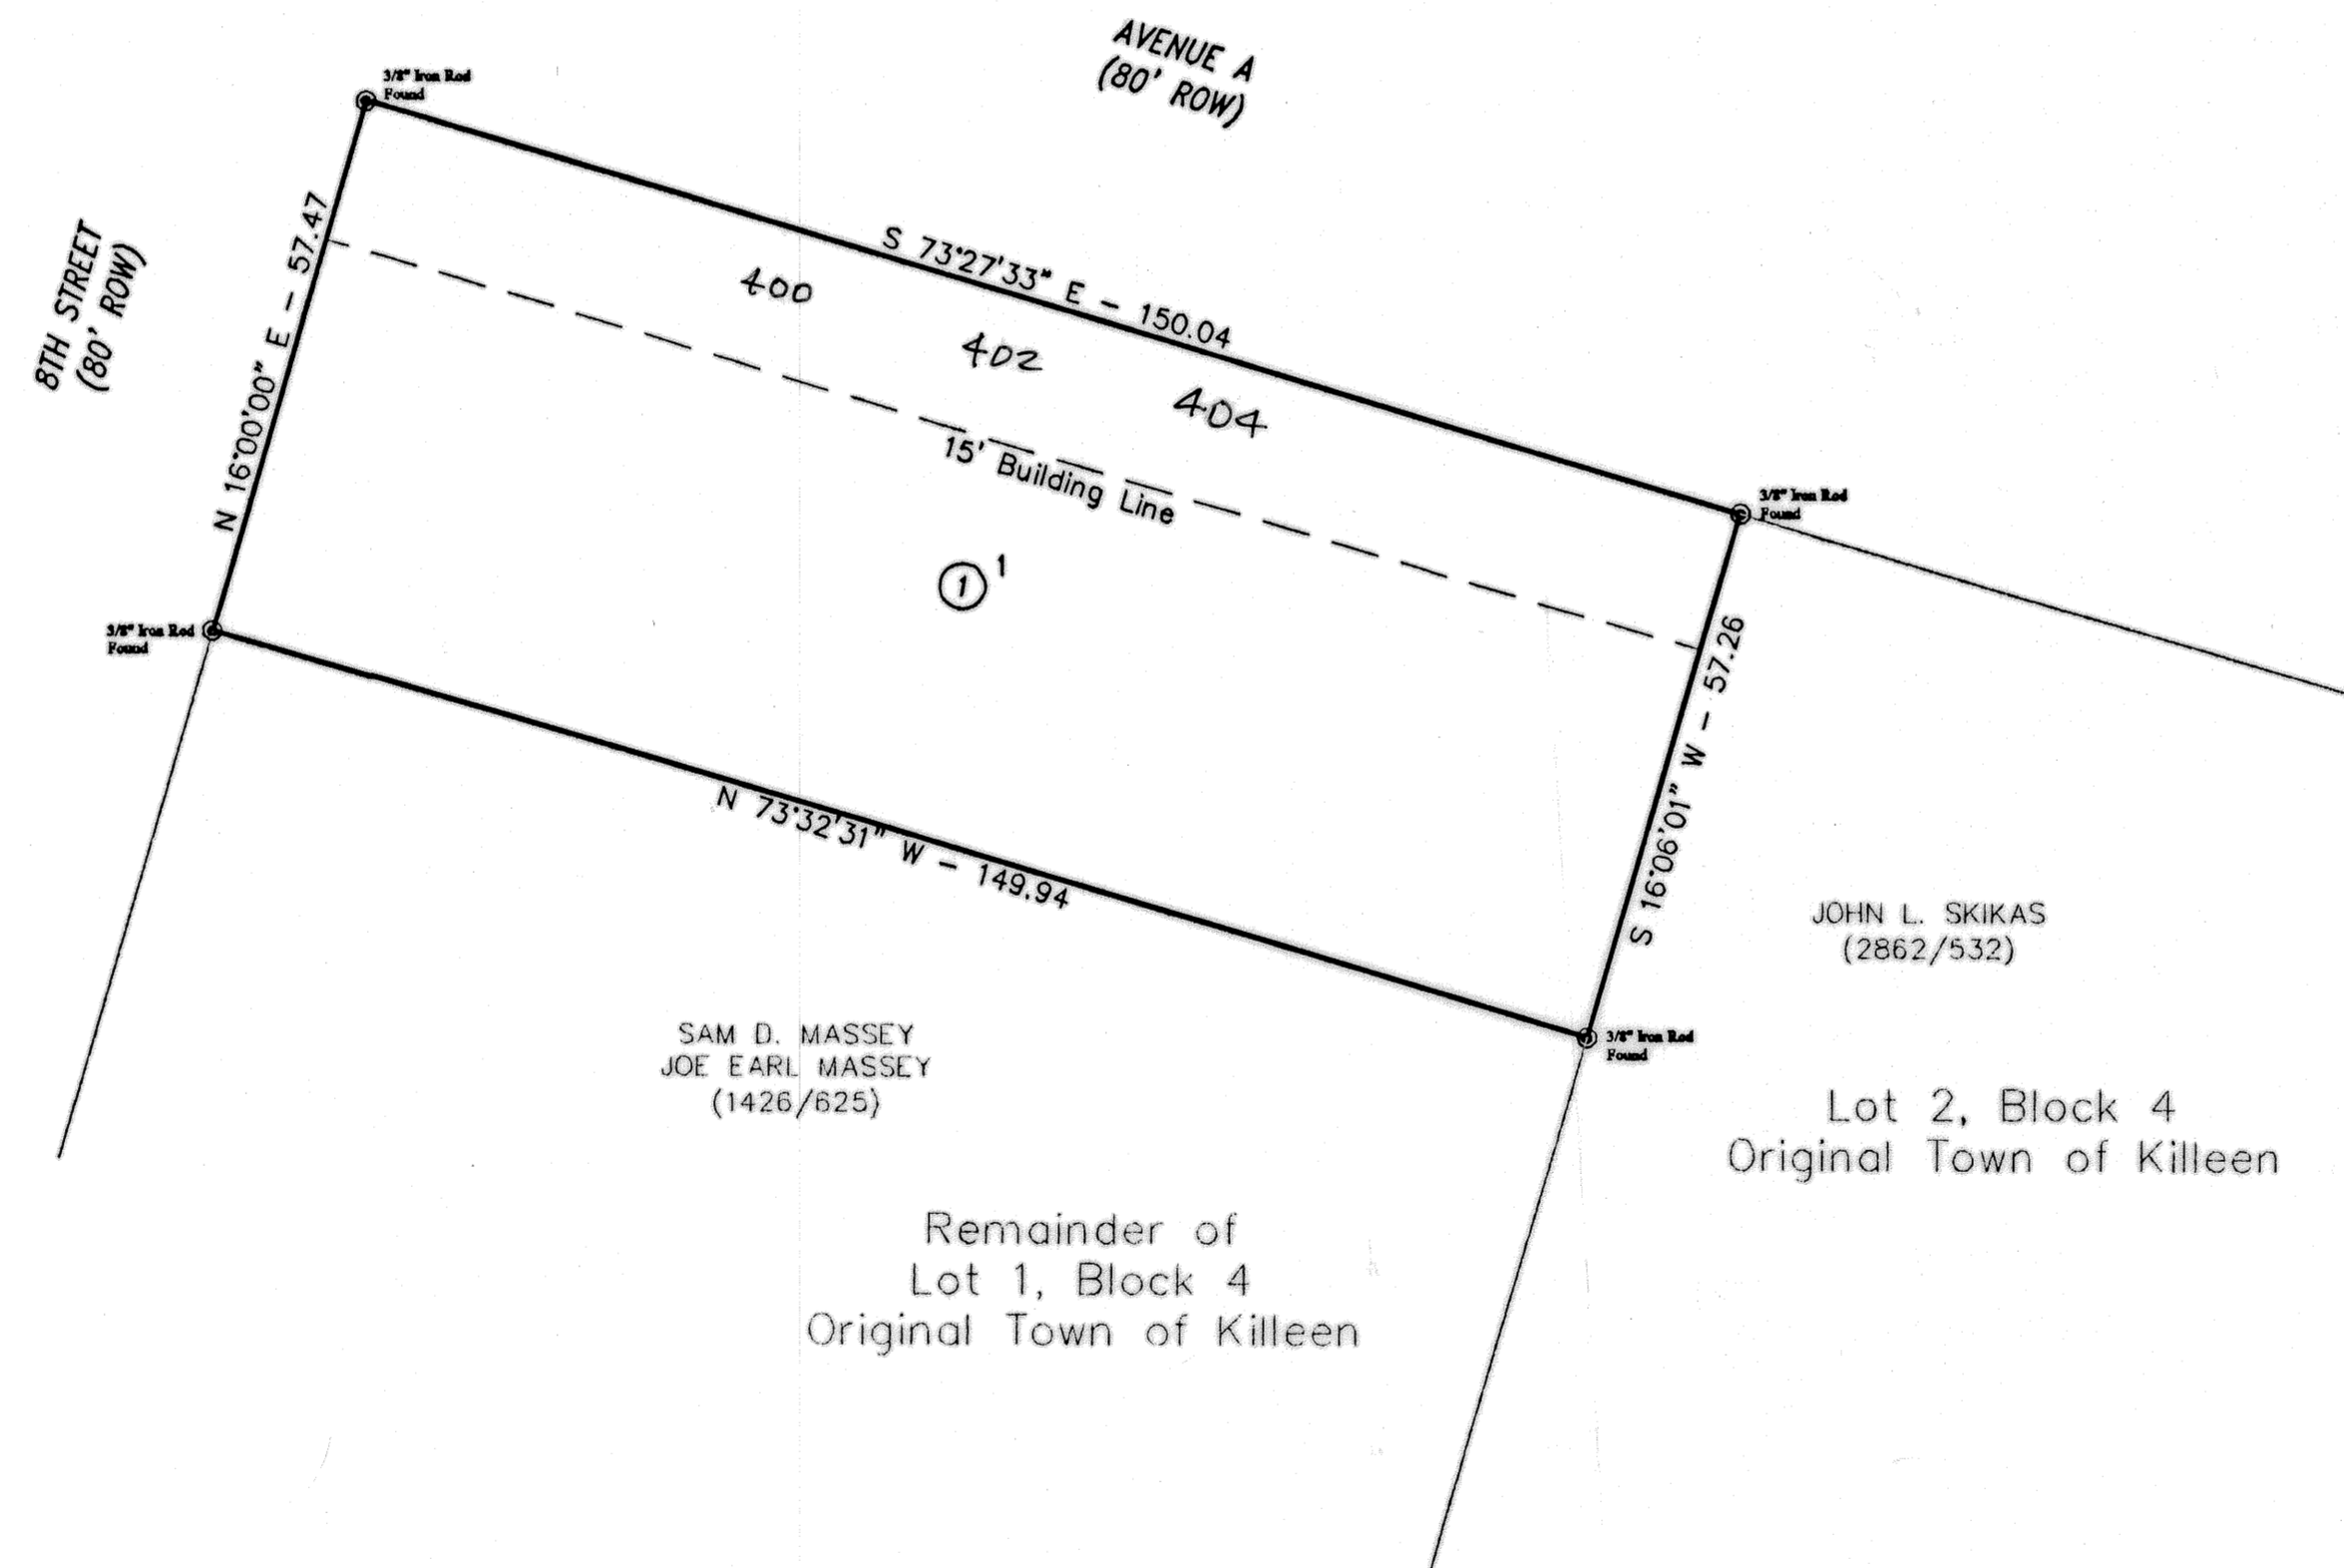 AVENUE A
(80' ROW)
3/8" Iron Rod
Found
8TH STREET
(80' ROW)
N 16°00'00" E - 57.47
S 73°27'33" E - 150.04
400
402
404
15' Building Line
3/8" Iron Rod
Found
1
1
3/8" Iron Rod
Found
S 16°06'01" W - 57.26
N 73°32'31" W - 149.94
JOHN L. SKIKAS
(2862/532)
SAM D. MASSEY
JOE EARL MASSEY
(1426/625)
3/8" Iron Rod
Found
Lot 2, Block 4
Original Town of Killeen
Remainder of
Lot 1, Block 4
Original Town of Killeen